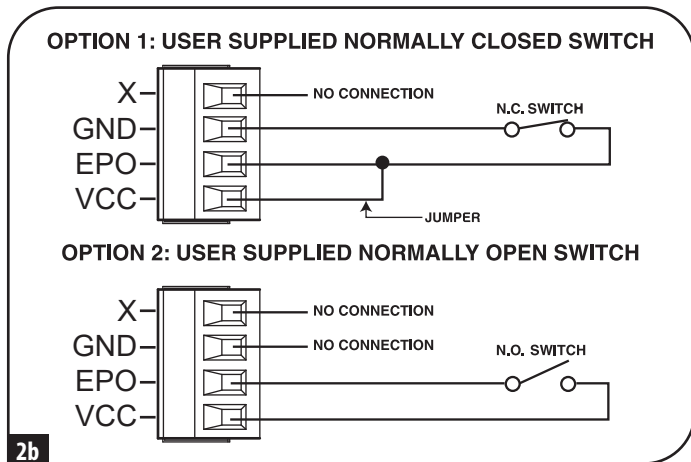 OPTION 1: USER SUPPLIED NORMALLY CLOSED SWITCH
X
NO CONNECTION
N.C. SWITCH
GND
EPO
VCC
JUMPER
OPTION 2: USER SUPPLIED NORMALLY OPEN SWITCH
X
NO CONNECTION
GND
NO CONNECTION
N.O. SWITCH
EPO
VCC
2b